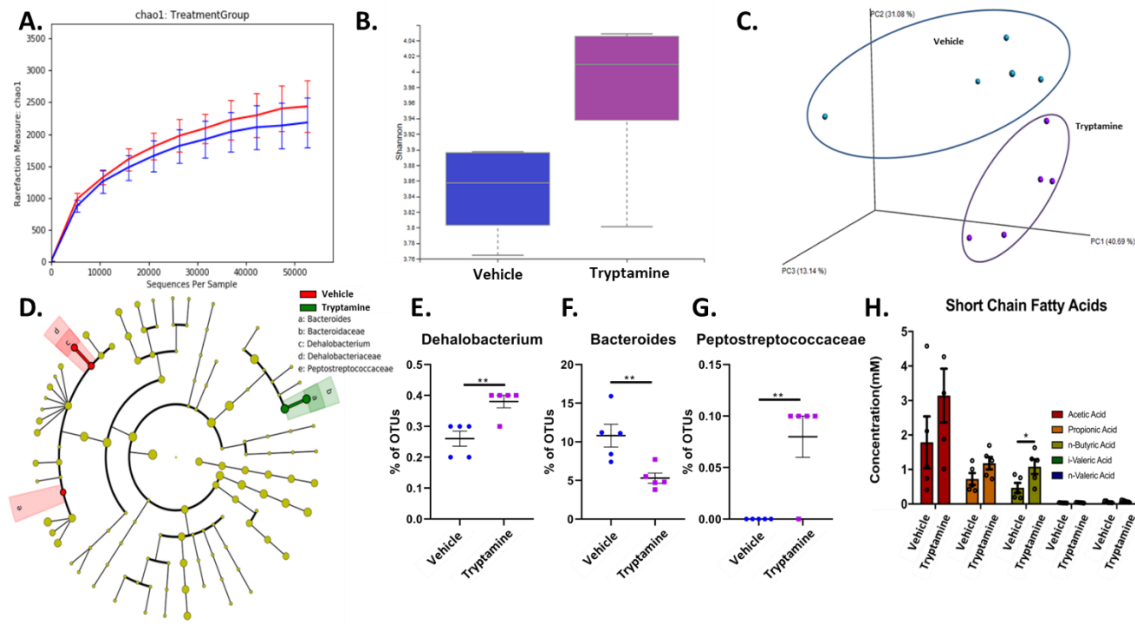 A.
chao1: TreatmentGroup
Rarefaction Measure: chao1
3500
3000
2500
2000
1500
1000
500
0
0 10000 20000 30000 40000 50000
Sequences Per Sample
B.
Shannon
4.04
4.02
4
3.98
3.96
3.94
3.92
3.9
3.88
3.86
3.84
3.82
3.8
3.78
3.76
Vehicle Tryptamine
C.
PC2 (31.08 %)
Vehicle
Tryptamine
PC1 (40.69 %)
PC3 (13.14 %)
D.
Vehicle
Tryptamine
a: Bacteroides
b: Bacteroidaceae
c: Dehalobacterium
d: Dehalobacteriaceae
e: Peptostreptococcaceae
d
c
e
E.
Dehalobacterium
% of OTUs
0.5
0.4
0.3
0.2
0.1
0.0
**
Vehicle
Tryptamine
F.
Bacteroides
% of OTUs
20
15
10
5
0
**
Vehicle
Tryptamine
G.
Peptostreptococcaceae
% of OTUs
0.15
0.10
0.05
0.00
**
Vehicle
Tryptamine
H.
Short Chain Fatty Acids
Concentration(mM)
5
4
3
2
1
0
*
Acetic Acid
Propionic Acid
n-Butyric Acid
i-Valeric Acid
n-Valeric Acid
Vehicle
Tryptamine
Vehicle
Tryptamine
Vehicle
Tryptamine
Vehicle
Tryptamine
Vehicle
Tryptamine